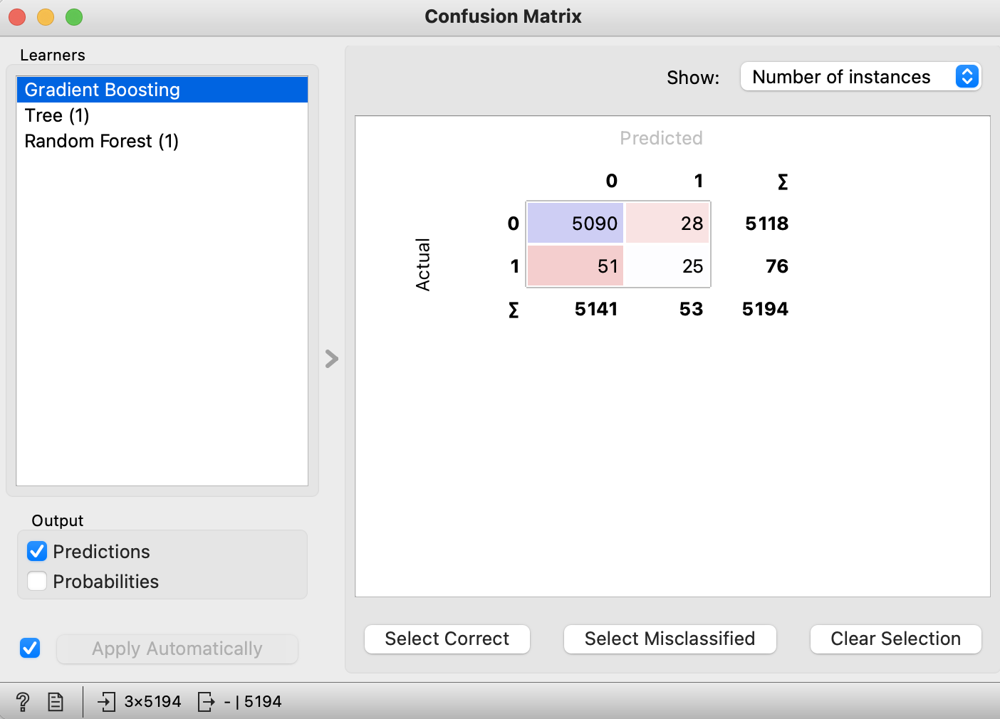 Confusion Matrix
Learners
Gradient Boosting
Tree (1)
Random Forest (1)
Output
Predictions
Probabilities
Apply Automatically
Show: Number of instances
Predicted
0 1 Σ
Actual
0 5090 28 5118
1 51 25 76
Σ 5141 53 5194
Select Correct Select Misclassified Clear Selection
? 3×5194 - | 5194